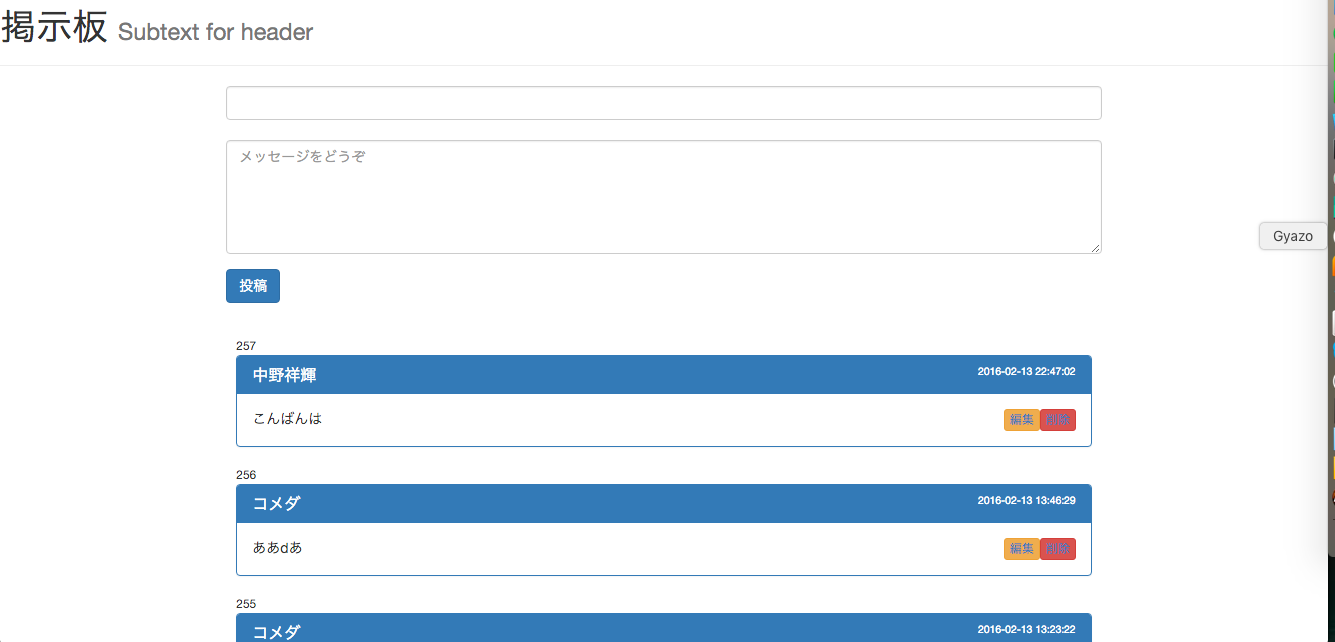 掲示板 Subtext for header
メッセージをどうぞ
Gyazo
投稿
257
中野祥輝 2016-02-13 22:47:02
こんばんは 編集 削除
256
コメダ 2016-02-13 13:46:29
ああdあ 編集 削除
255
コメダ 2016-02-13 13:23:22